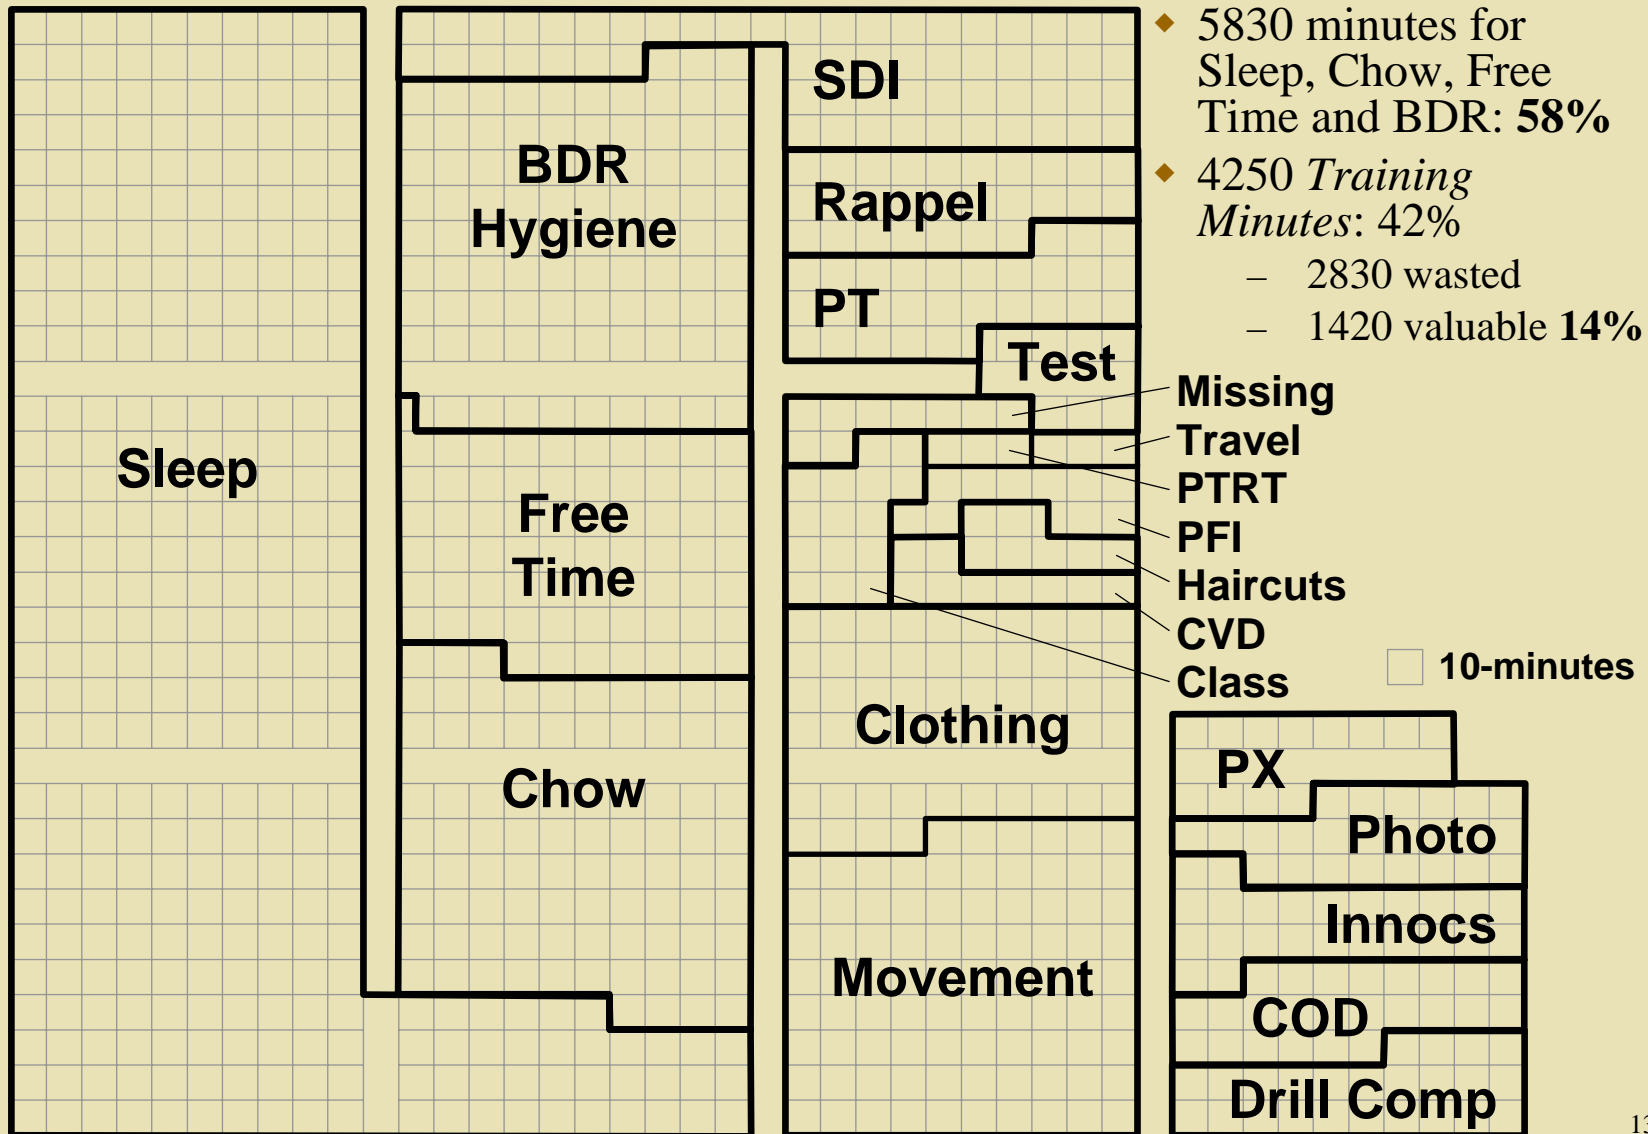 Sleep
BDR
Hygiene
Free
Time
Chow
SDI
Rappel
PT
Test
Clothing
Movement
5830 minutes for
Sleep, Chow, Free
Time and BDR: 58%
4250 Training
Minutes: 42%
– 2830 wasted
– 1420 valuable 14%
Missing
Travel
PTRT
PFI
Haircuts
CVD
Class
10-minutes
PX
Photo
Innocs
COD
Drill Comp